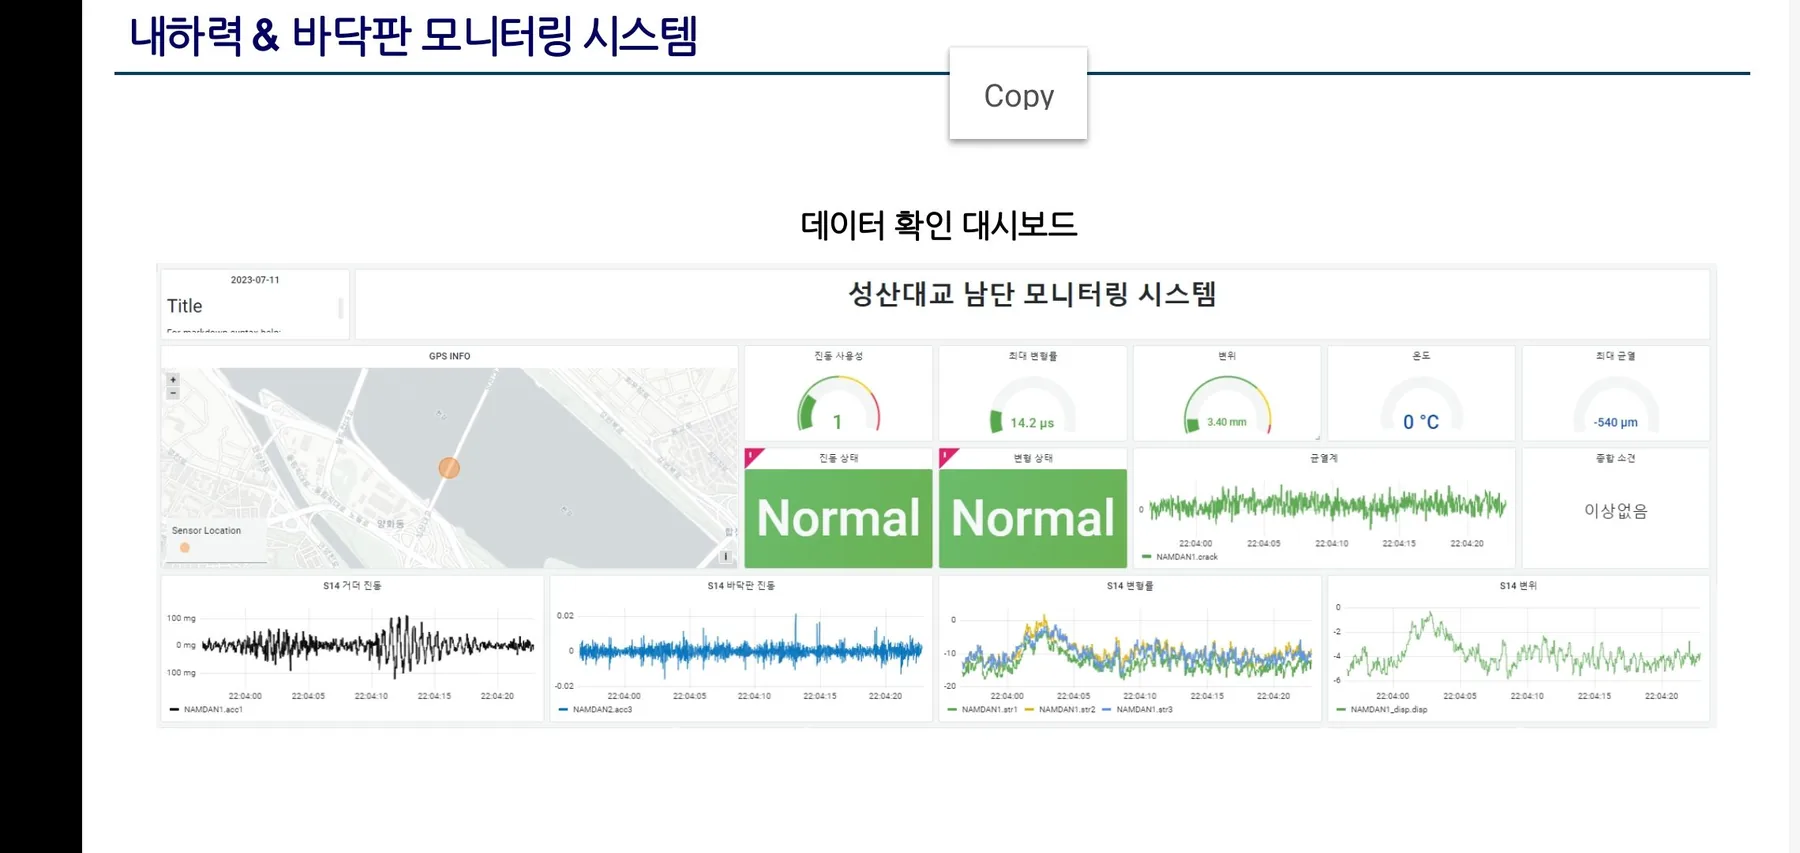 내하력 & 바닥판 모니터링 시스템
Copy
데이터 확인 대시보드
2023-07-11
Title
For markdown syntax help:
성산대교 남단 모니터링 시스템
GPS INFO
+
−
양화동
Sensor Location
i
진동 사용성
1
최대 변형률
14.2 µs
변위
3.40 mm
온도
0 °C
최대 균열
-540 µm
진동 상태
Normal
변형 상태
Normal
균열계
0
22:04:00 22:04:05 22:04:10 22:04:15 22:04:20
NAMDAN1.crack
종합 소견
이상없음
S14 거더 진동
100 mg
0 mg
100 mg
22:04:00 22:04:05 22:04:10 22:04:15 22:04:20
NAMDAN1.acc1
S14 바닥판 진동
0.02
0
-0.02
22:04:00 22:04:05 22:04:10 22:04:15 22:04:20
NAMDAN2.acc3
S14 변형률
0
-10
-20
22:04:00 22:04:05 22:04:10 22:04:15 22:04:20
NAMDAN1.str1 NAMDAN1.str2 NAMDAN1.str3
S14 변위
0
-2
-4
-6
22:04:00 22:04:05 22:04:10 22:04:15 22:04:20
NAMDAN1_disp.disp